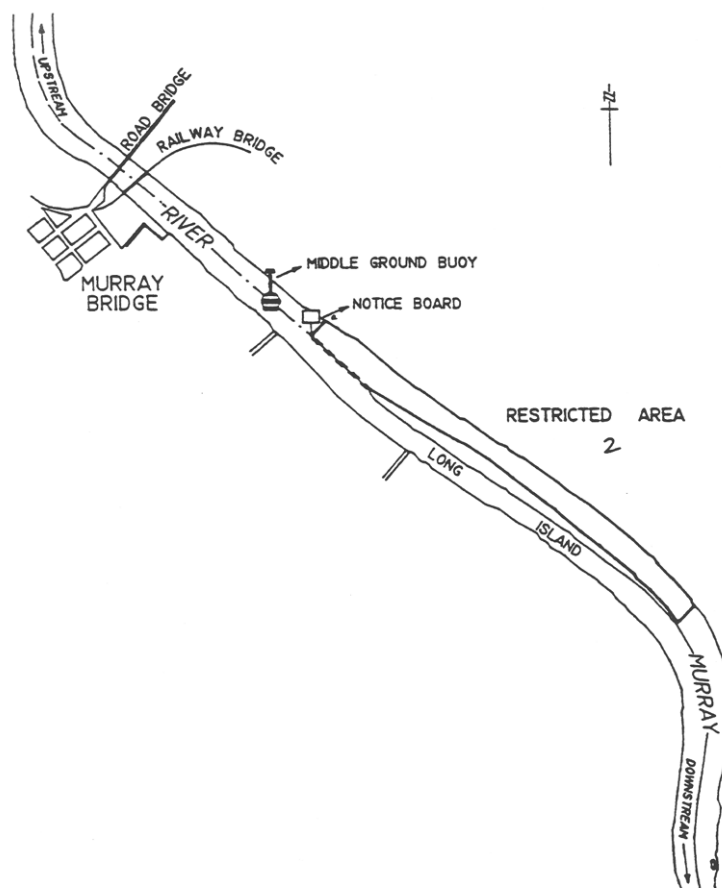 UPSTREAM
ROAD BRIDGE
RAILWAY BRIDGE
N
RIVER
MURRAY
BRIDGE
MIDDLE GROUND BUOY
NOTICE BOARD
RESTRICTED AREA
2
LONG
ISLAND
MURRAY
DOWNSTREAM